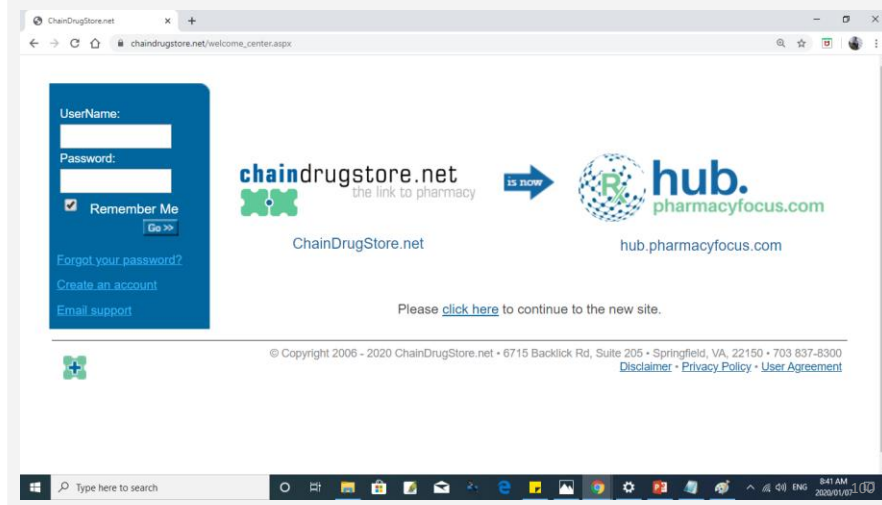 ChainDrugStore.net
chaindrugstore.net/welcome_center.aspx
UserName:
Password:
Remember Me
Go >>
Forgot your password?
Create an account
Email support
chaindrugstore.net
the link to pharmacy
is now
Rx
hub.
pharmacyfocus.com
ChainDrugStore.net
hub.pharmacyfocus.com
Please click here to continue to the new site.
© Copyright 2006 - 2020 ChainDrugStore.net • 6715 Backlick Rd, Suite 205 • Springfield, VA, 22150 • 703 837-8300
Disclaimer • Privacy Policy • User Agreement
Type here to search
ENG
8:41 AM
2020/01/07